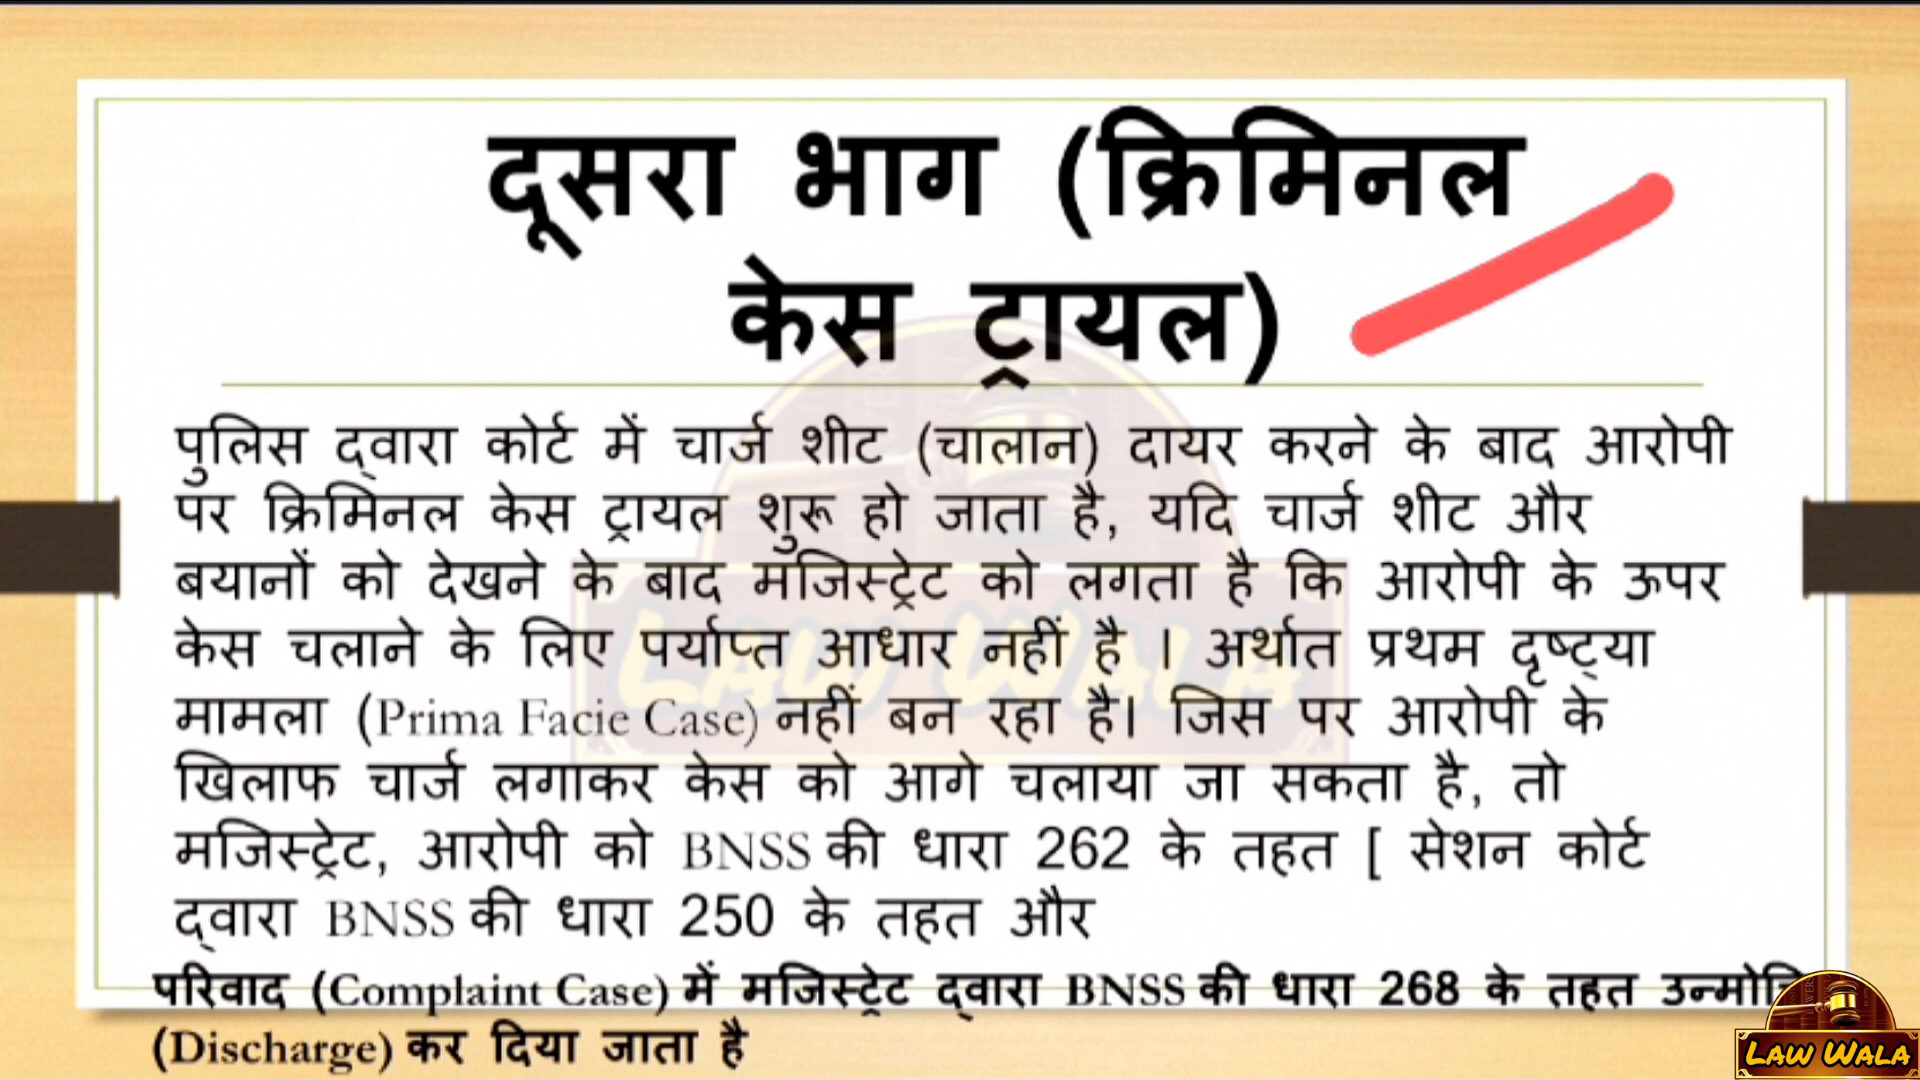 दूसरा भाग (क्रिमिनल
केस ट्रायल)
पुलिस द्वारा कोर्ट में चार्ज शीट (चालान) दायर करने के बाद आरोपी
पर क्रिमिनल केस ट्रायल शुरू हो जाता है, यदि चार्ज शीट और
बयानों को देखने के बाद मजिस्ट्रेट को लगता है कि आरोपी के ऊपर
केस चलाने के लिए पर्याप्त आधार नहीं है । अर्थात प्रथम दृष्ट्या
मामला (Prima Facie Case) नहीं बन रहा है। जिस पर आरोपी के
खिलाफ चार्ज लगाकर केस को आगे चलाया जा सकता है, तो
मजिस्ट्रेट, आरोपी को BNSS की धारा 262 के तहत [ सेशन कोर्ट
द्वारा BNSS की धारा 250 के तहत और
परिवाद (Complaint Case) में मजिस्ट्रेट द्वारा BNSS की धारा 268 के तहत
(Discharge) कर दिया जाता है
LAW WALA
LAW WALA